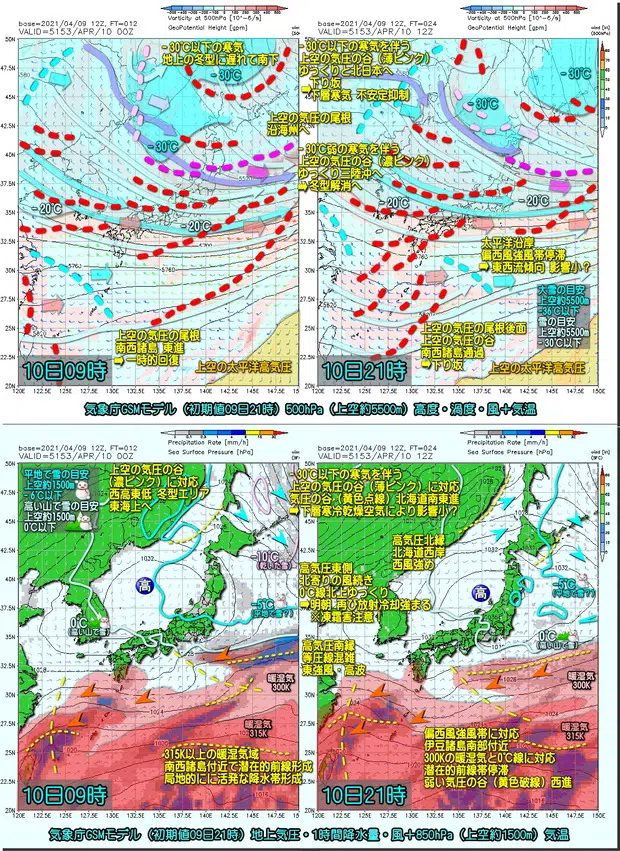 base=2021/04/09 12Z, FT=012
VALID=5153/APR/10 00Z
Vorticity at 500hPa [10^-6/s]
GeoPotential Height [gpm]
-30℃以下の寒気
地上の冬型に遅れて南下
-30℃
-30℃
-20℃
上空の気圧の尾根
沿海州へ
-30℃弱の寒気を伴う
上空の気圧の谷（濃ピンク）
ゆっくり三陸沖へ
➡冬型解消へ
上空の気圧の尾根
南西諸島 東進
➡一時的回復
上空の太平洋高気圧
10日09時
base=2021/04/09 12Z, FT=024
VALID=5153/APR/10 12Z
Vorticity at 500hPa [10^-6/s]
GeoPotential Height [gpm]
-30℃以下の寒気を伴う
上空の気圧の谷（薄ピンク）
ゆっくりと北日本へ
➡下り坂
➡下層寒気 不安定抑制
-30℃
-20℃
太平洋沿岸
偏西風強風帯停滞
➡東西流傾向 影響小？
大雪の目安
上空約5500m
-36℃以下
雪の目安
上空約5500m
-30℃以下
上空の気圧の尾根後面
上空の気圧の谷
南西諸島通過
➡下り坂
上空の太平洋高気圧
10日21時
気象庁GSMモデル（初期値09日21時）500hPa（上空約5500m）高度・渦度・風＋気温
base=2021/04/09 12Z, FT=012
VALID=5153/APR/10 00Z
Precipitation Rate [mm/h]
Sea Surface Pressure [hPa]
平地で雪の目安
上空約1500m
-6℃以下
高い山で雪の目安
上空約1500m
0℃以下
上空の気圧の谷
（濃ピンク）に対応
西高東低 冬型エリア
東海上へ
高
-10℃
（乾いた雪）
-5℃
（平地で雪？）
0℃
（高い山で雪）
暖湿気
300K
暖湿気
315K
315K以上の暖湿気域
南西諸島付近で潜在的前線形成
局地的にに活発な降水帯形成
10日09時
base=2021/04/09 12Z, FT=024
VALID=5153/APR/10 12Z
Precipitation Rate [mm/h]
Sea Surface Pressure [hPa]
-30℃以下の寒気を伴う
上空の気圧の谷（薄ピンク）に対応
気圧の谷（黄色点線）北海道南東進
➡下層寒冷乾燥空気により影響小？
高気圧北縁
北海道西岸
西風強め
高気圧東側
北寄りの風続き
0℃線北上ゆっくり
➡明朝 再び放射冷却強まる
※凍霜害注意
高
-5℃
（平地で雪？）
0℃
（高い山で雪）
高気圧南縁
等圧線混雑
東強風・高波
暖湿気
300K
暖湿気
315K
偏西風強風帯に対応
伊豆諸島南部付近
300Kの暖湿気と0℃線に対応
潜在的前線帯停滞
弱い気圧の谷（黄色破線）西進
10日21時
気象庁GSMモデル（初期値09日21時）地上気圧・1時間降水量・風＋850hPa（上空約1500m）気温